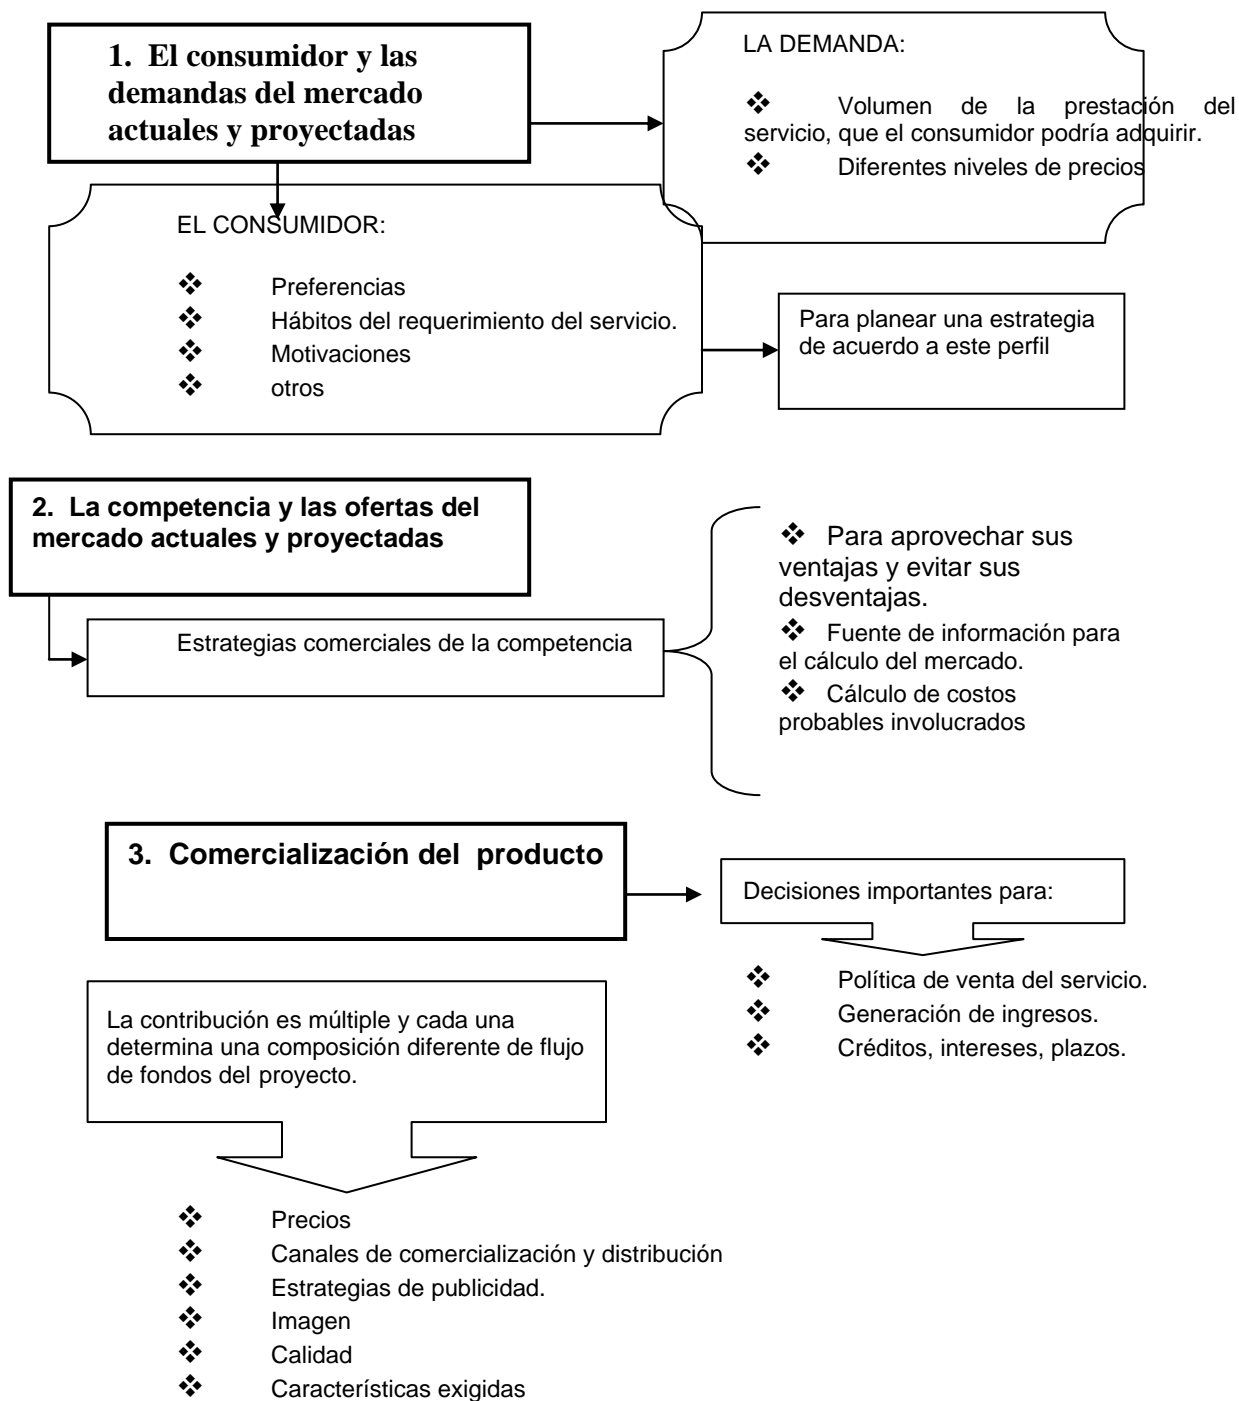 1. El consumidor y las
demandas del mercado
actuales y proyectadas
LA DEMANDA:
❖ Volumen de la prestación del
servicio, que el consumidor podría adquirir.
❖ Diferentes niveles de precios
EL CONSUMIDOR:
❖ Preferencias
❖ Hábitos del requerimiento del servicio.
❖ Motivaciones
❖ otros
Para planear una estrategia
de acuerdo a este perfil
2. La competencia y las ofertas del
mercado actuales y proyectadas
Estrategias comerciales de la competencia
❖ Para aprovechar sus
ventajas y evitar sus
desventajas.
❖ Fuente de información para
el cálculo del mercado.
❖ Cálculo de costos
probables involucrados
3. Comercialización del producto
Decisiones importantes para:
❖ Política de venta del servicio.
❖ Generación de ingresos.
❖ Créditos, intereses, plazos.
La contribución es múltiple y cada una
determina una composición diferente de flujo
de fondos del proyecto.
❖ Precios
❖ Canales de comercialización y distribución
❖ Estrategias de publicidad.
❖ Imagen
❖ Calidad
❖ Características exigidas